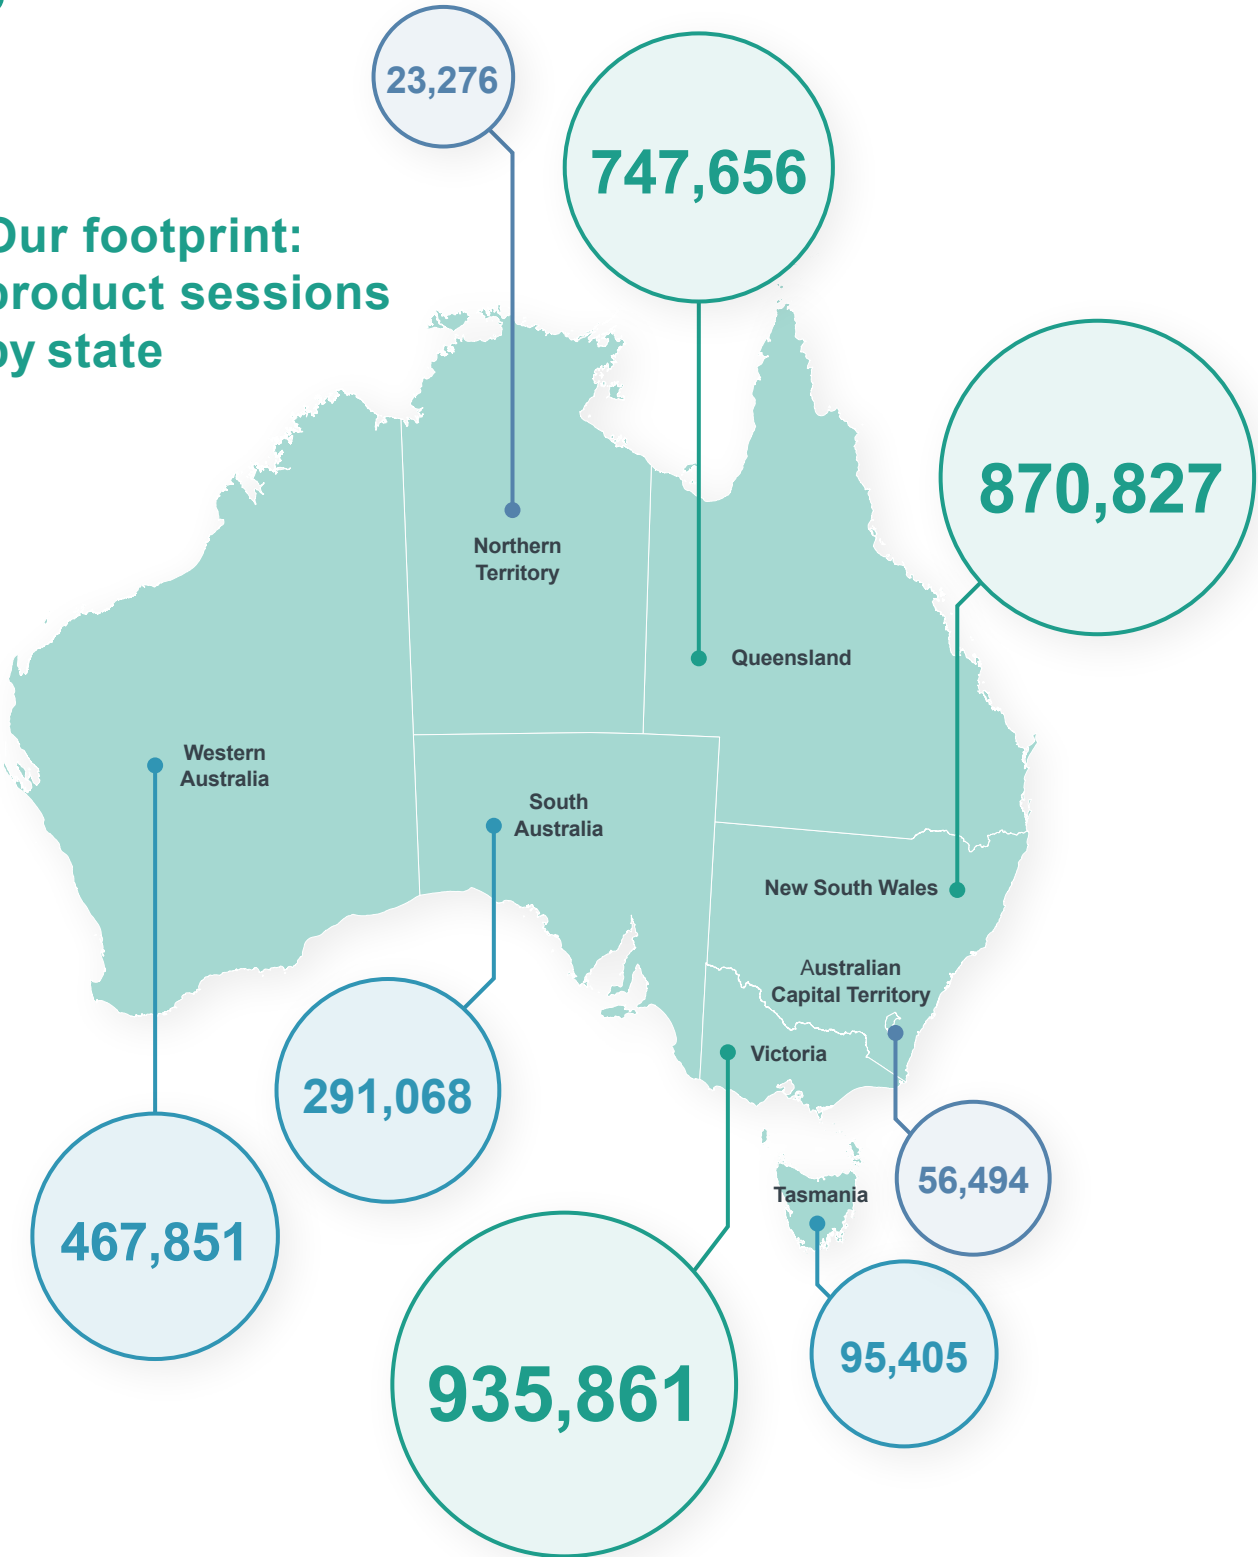 23,276
747,656
Our footprint:
product sessions
by state
870,827
Northern
Territory
Queensland
Western
Australia
South
Australia
New South Wales
Australian
Capital Territory
Victoria
291,068
56,494
Tasmania
467,851
95,405
935,861